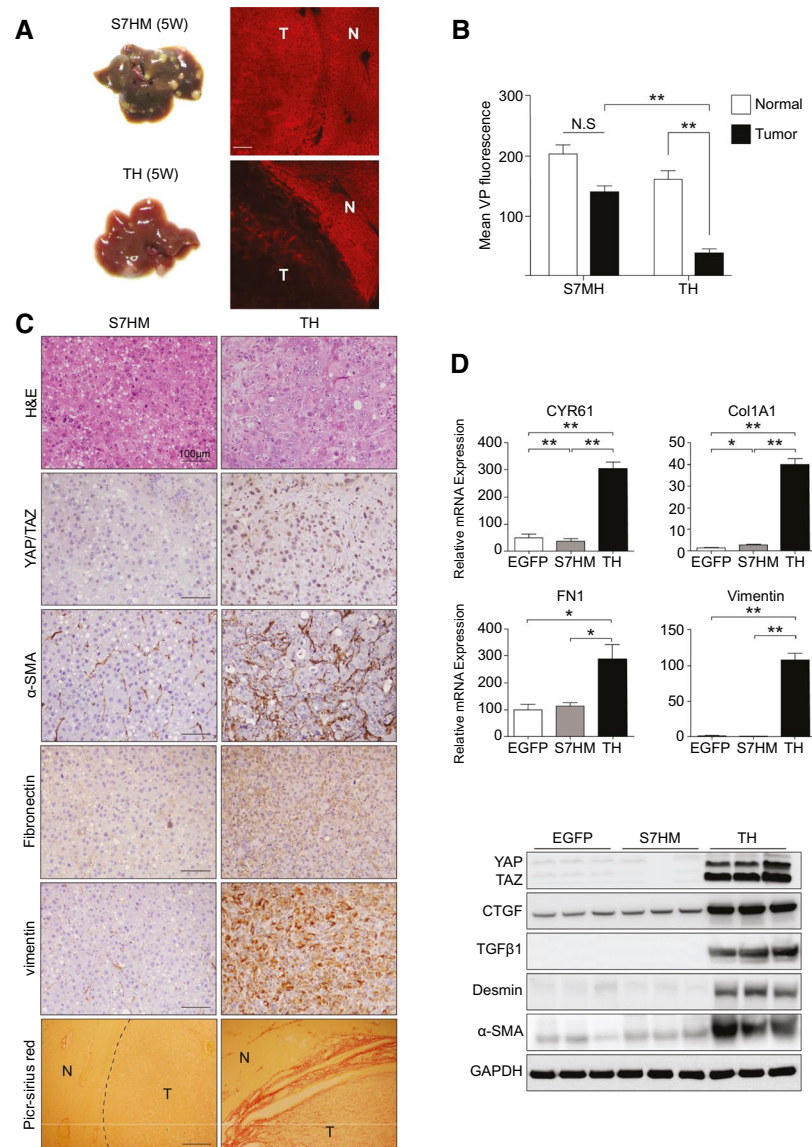 A
S7HM (5W)
T
N
TH (5W)
N
T
B
300
200
100
Mean VP fluorescence
N.S
**
**
Normal
Tumor
S7MH
TH
C
S7HM
TH
H&E
100µm
YAP/TAZ
α-SMA
Fibronectin
vimentin
Picr-sirius red
N
T
N
T
D
CYR61
**
**
**
Relative mRNA Expression
400
300
200
100
0
EGFP S7HM TH
Col1A1
**
*
**
50
40
30
20
10
0
EGFP S7HM TH
FN1
*
*
Relative mRNA Expression
400
300
200
100
0
EGFP S7HM TH
Vimentin
**
**
150
100
50
0
EGFP S7HM TH
EGFP S7HM TH
YAP
TAZ
CTGF
TGFβ1
Desmin
α-SMA
GAPDH